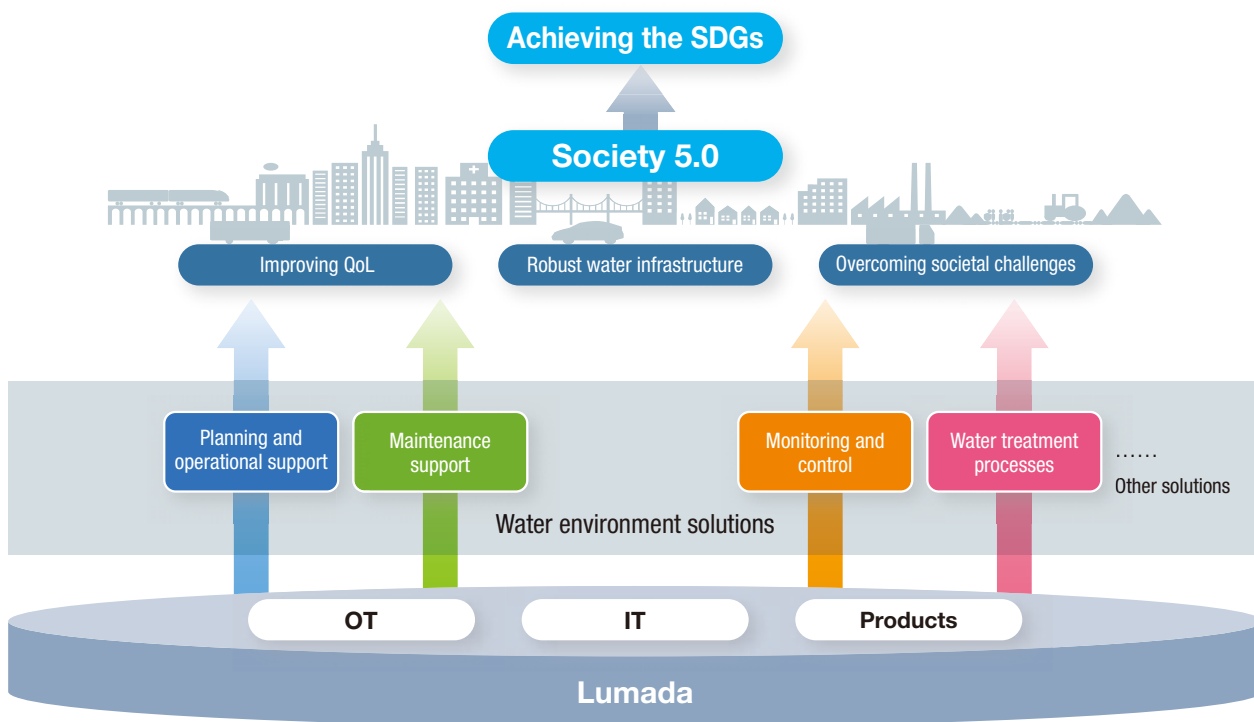 Achieving the SDGs
Society 5.0
Improving QoL
Robust water infrastructure
Overcoming societal challenges
Planning and
operational support
Maintenance
support
Monitoring and
control
Water treatment
processes
......
Other solutions
Water environment solutions
OT
IT
Products
Lumada